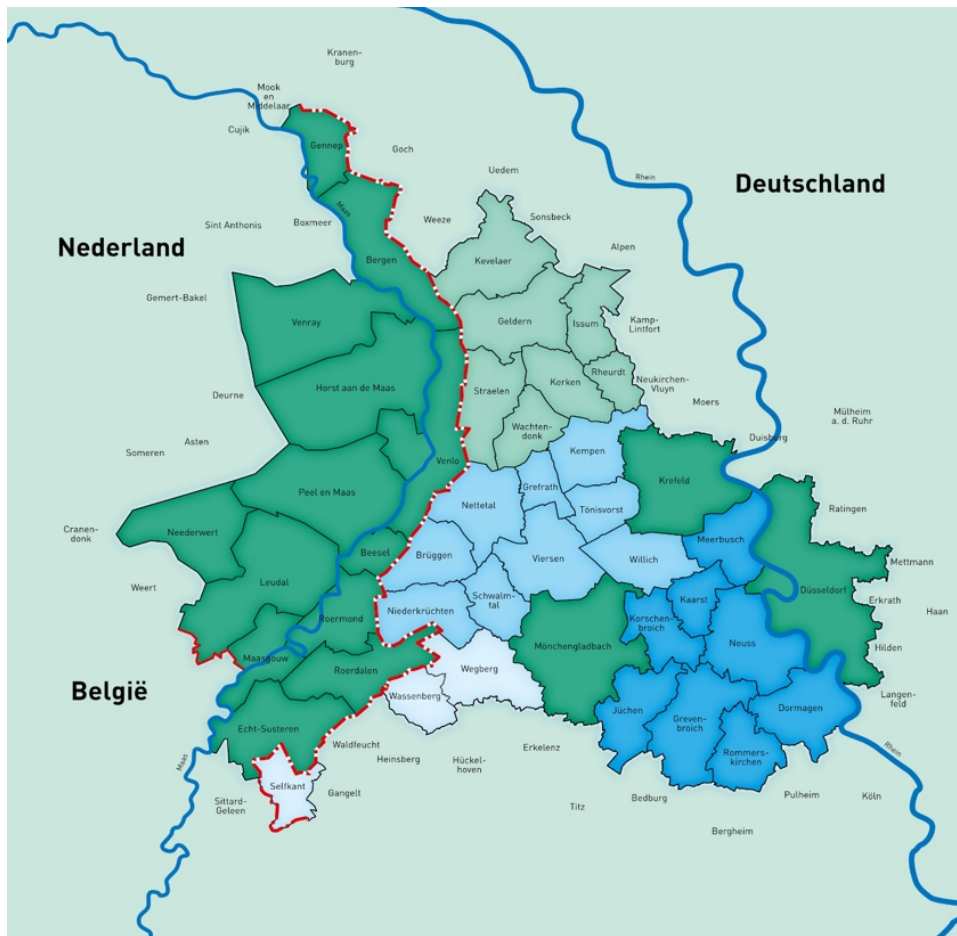 Kranen-
burg
Mook
en
Middelaar
Cujik
Gennep
Goch
Uedem
Rhein
Deutschland
Maas
Sint Anthonis
Boxmeer
Weeze
Sonsbeck
Nederland
Alpen
Bergen
Kevelaer
Gemert-Bakel
Venray
Geldern
Issum
Kamp-
Lintfort
Horst aan de Maas
Straelen
Kerken
Rheurdt
Neukirchen-
Vluyn
Deurne
Moers
Mülheim
a. d. Ruhr
Wachten-
donk
Duisburg
Asten
Someren
Venlo
Kempen
Krefeld
Grefrath
Peel en Maas
Nettetal
Tönisvorst
Ratingen
Cranen-
donk
Neederwert
Meerbusch
Beesel
Brüggen
Viersen
Willich
Mettmann
Weert
Leudal
Düsseldorf
Erkrath
Schwalm-
tal
Kaarst
Haan
Roermond
Niederkrüchten
Korschen-
broich
Neuss
Hilden
Mönchengladbach
Maasgouw
Roerdalen
Wegberg
België
Wassenberg
Langen-
feld
Jüchen
Greven-
broich
Dormagen
Echt-Susteren
Waldfeucht
Heinsberg
Erkelenz
Rommers-
kirchen
Rhein
Maas
Hückel-
hoven
Selfkant
Gangelt
Sittard-
Geleen
Titz
Bedburg
Pulheim
Köln
Bergheim